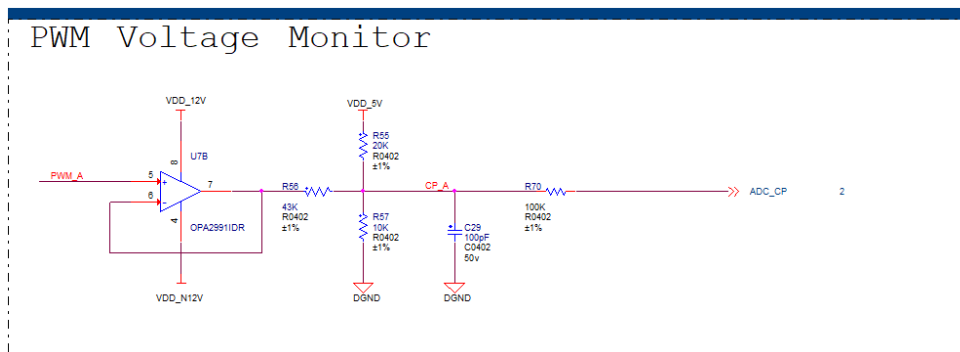 PWM Voltage Monitor
VDD_12V
VDD_5V
R55
20K
R0402
±1%
U7B
8
PWM_A
5
+
7
6
-
R56
43K
R0402
±1%
CP_A
R70
100K
R0402
±1%
ADC_CP 2
4
OPA2991IDR
R57
10K
R0402
±1%
C29
100pF
C0402
50v
VDD_N12V
DGND
DGND